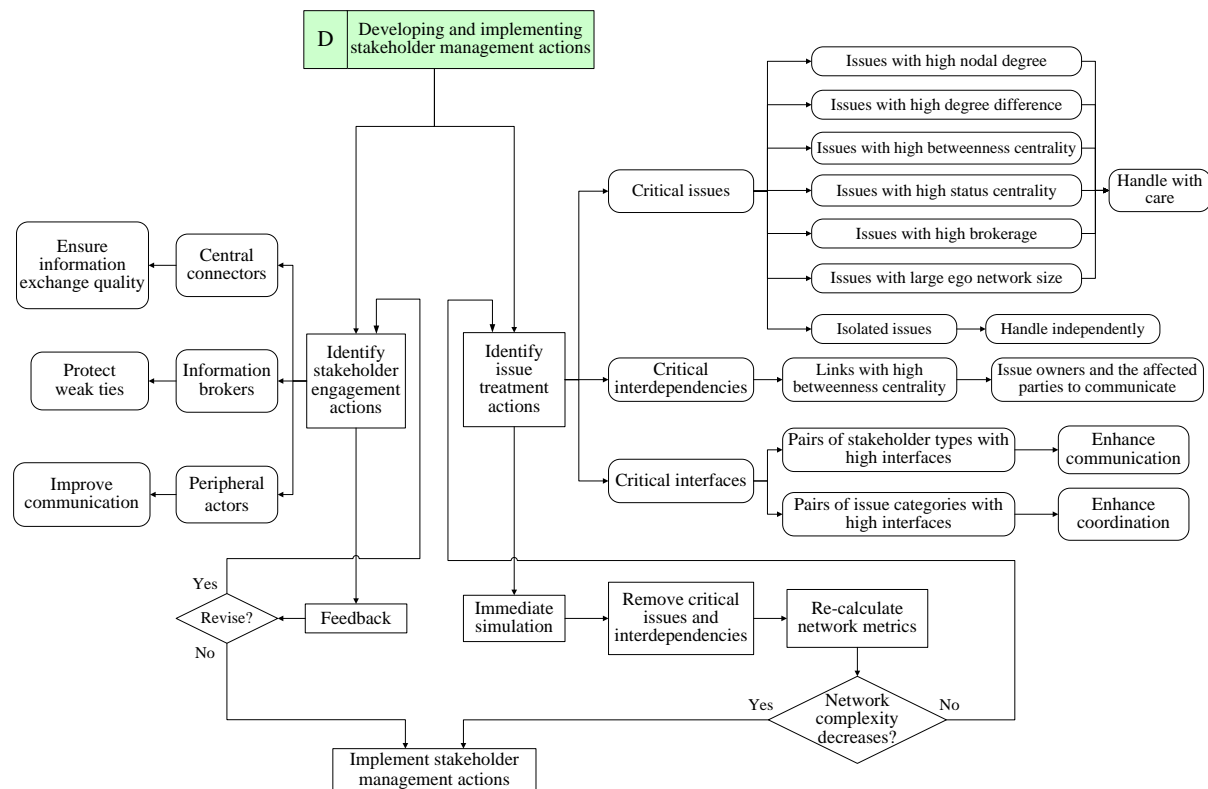 D
Developing and implementing
stakeholder management actions
Issues with high nodal degree
Issues with high degree difference
Issues with high betweenness centrality
Critical issues
Issues with high status centrality
Handle with
care
Issues with high brokerage
Issues with large ego network size
Isolated issues
Handle independently
Ensure
information
exchange quality
Central
connectors
Protect
weak ties
Information
brokers
Identify
stakeholder
engagement
actions
Identify
issue
treatment
actions
Critical
interdependencies
Links with high
betweenness centrality
Issue owners and the affected
parties to communicate
Improve
communication
Peripheral
actors
Critical interfaces
Pairs of stakeholder types with
high interfaces
Enhance
communication
Pairs of issue categories with
high interfaces
Enhance
coordination
Yes
Revise?
No
Feedback
Immediate
simulation
Remove critical
issues and
interdependencies
Re-calculate
network metrics
Yes
Network
complexity
decreases?
No
Implement stakeholder
management actions